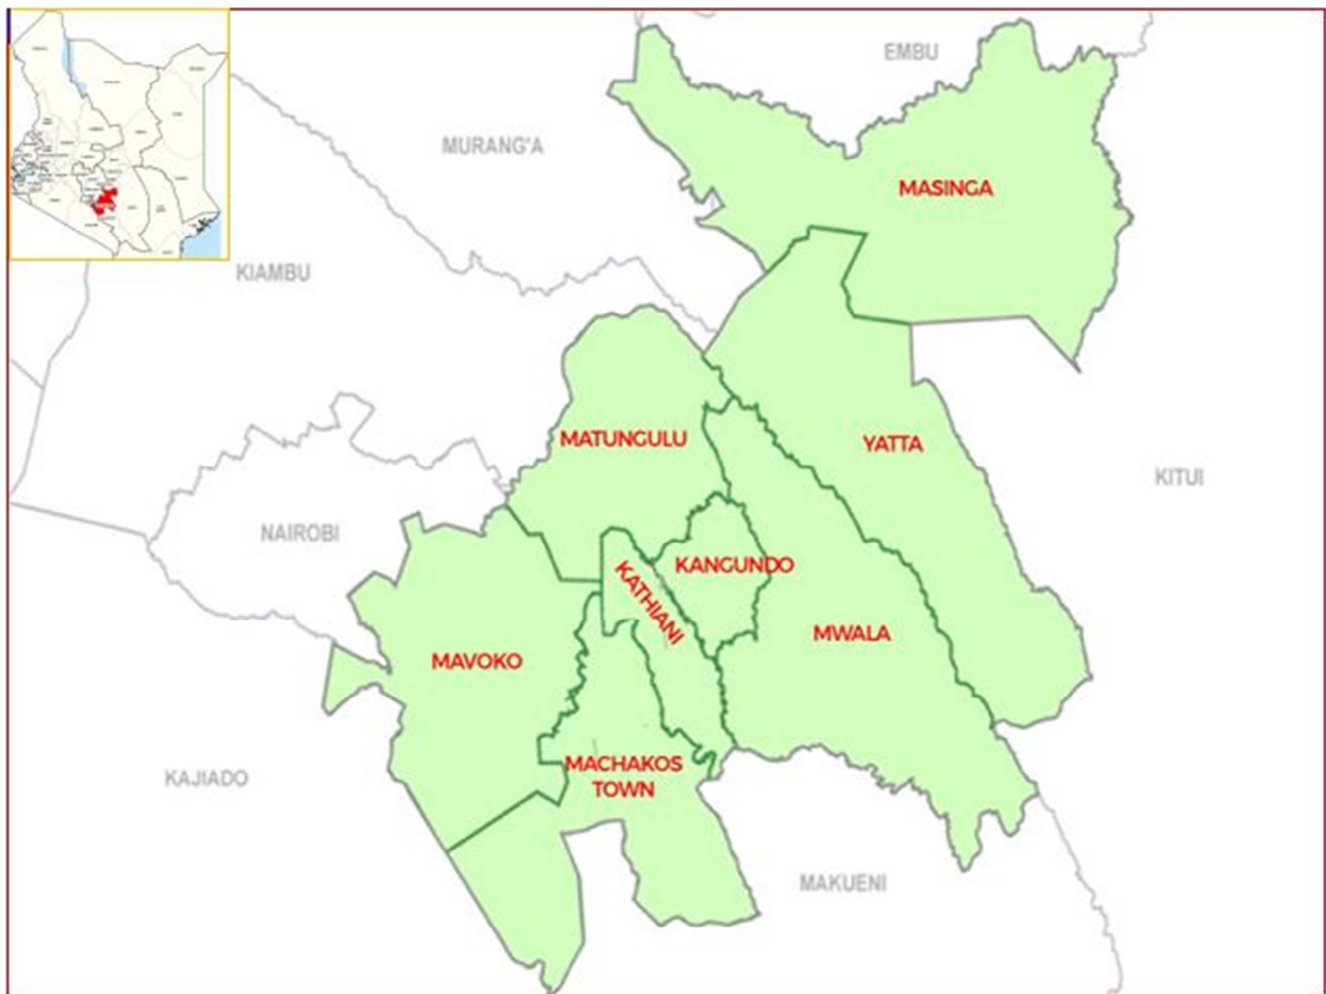 EMBU
MURANG'A
MASINGA
KIAMBU
MATUNGULU
YATTA
KITUI
NAIROBI
KANGUNDO
KATHIANI
MWALA
MAVOKO
MACHAKOS
TOWN
KAJIADO
MAKUENI